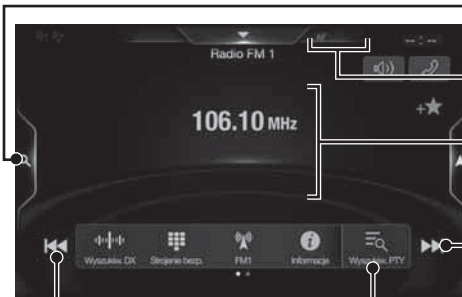 AF
--:--
Radio FM 1
106.10 MHz
Wyszukiw. DX
Strojenie bezp.
FM1
Informacje
Wyszukiw. PTY